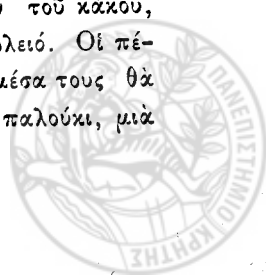 τοῦ κακοῦ,
λειό. Οἱ πέ-
μέσα τους θὰ
παλούκι, μιὰ
ΠΑΝΕΠΙΣΤΗΜΙΟ ΚΡΗΤΗΣ